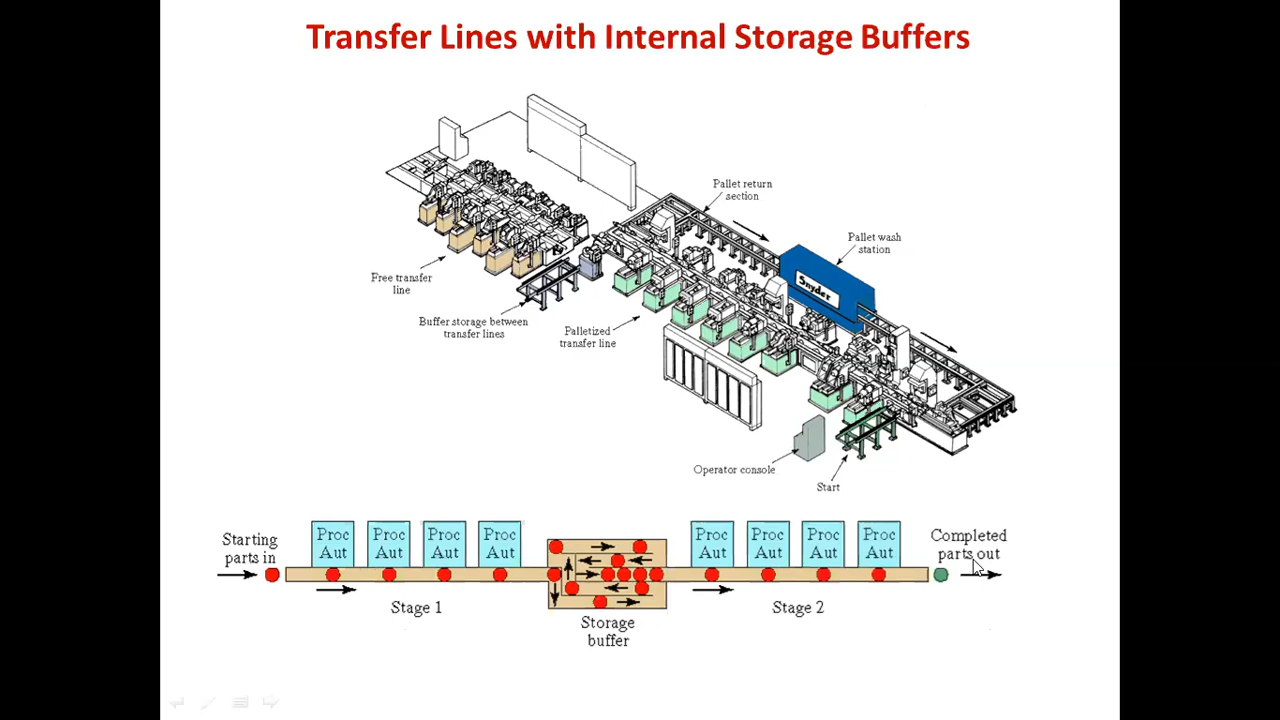 Transfer Lines with Internal Storage Buffers
Pallet return
section
Pallet wash
station
Snyder
Free transfer
line
Buffer storage between
transfer lines
Palletized
transfer line
Operator console
Start
Starting
parts in
Proc
Aut
Proc
Aut
Proc
Aut
Proc
Aut
Proc
Aut
Proc
Aut
Proc
Aut
Proc
Aut
Completed
parts out
Stage 1
Storage
buffer
Stage 2